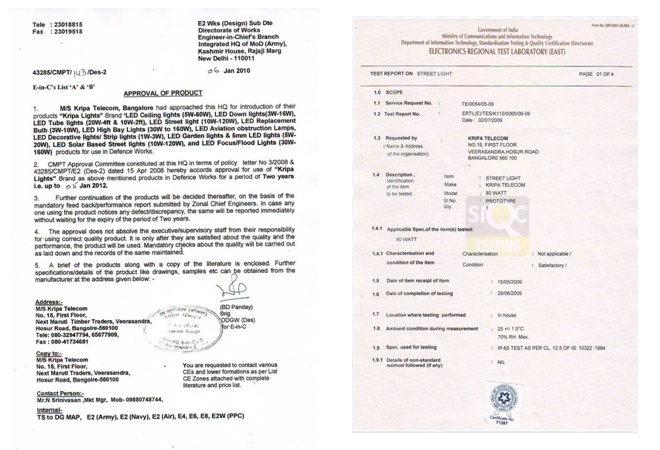 Tele : 23018815
Fax : 23019518
E2 Wks (Design) Sub Dte
Directorate of Works
Engineer-in-Chief's Branch
Integrated HQ of MoD (Army),
Kashmir House, Rajaji Marg
New Delhi - 110011
43285/CMPT/143/Des-2
05 Jan 2010
E-in-C's List 'A' & 'B'
APPROVAL OF PRODUCT
1. M/S Kripa Telecom, Bangalore had approached this HQ for introduction of their
products "Kripa Lights" Brand 'LED Ceiling lights (5W-60W), LED Down lights(3W-18W),
LED Tube lights (20W-4ft & 10W-2ft), LED Street light (10W-120W), LED Replacement
Bulb (3W-10W), LED High Bay Lights (30W to 160W), LED Aviation obstruction Lamps,
LED Decorative lights/ Strip lights (1W-3W), LED Garden lights & 5mm LED lights (5W-
20W), LED Solar Based Street lights (10W-120W), and LED Focus/Flood Lights (30W-
160W) products for use in Defence Works.
2. CMPT Approval Committee constituted at this HQ in terms of policy letter No 3/2008 &
43285/CMPT/E2 (Des-2) dated 15 Apr 2008 hereby accords approval for use of "Kripa
Lights" Brand as above mentioned products in Defence Works for a period of Two years
i.e. up to 05 Jan 2012.
3. Further continuation of the products will be decided thereafter, on the basis of the
mandatory feed back/performance report submitted by Zonal Chief Engineers. In case any
one using the product notices any defect/discrepancy, the same will be reported immediately
without waiting for the expiry of the period of Two years.
4. The approval does not absolve the executive/supervisory staff from their responsibility
for using correct quality product. It is only after they are satisfied about the quality and the
performance, the product will be used. Mandatory checks about the quality will be carried out
as laid down and the records of the same maintained.
5. A brief of the products along with a copy of the literature is enclosed. Further
specifications/details of the product like drawings, samples etc can be obtained from the
manufacturer at the address given below: -
(BD Panday)
Brig
DDGW (Des)
for E-in-C
Address:-
M/S Kripa Telecom
No. 18, First Floor,
Next Maruti Timber Traders, Veerasandra,
Hosur Road, Bangolre-560100
Tele: 080-32947794, 65677909,
Fax : 080-41734681
Copy to:-
M/S Kripa Telecom
No. 18, First Floor,
Next Maruti Traders, Veerasandra,
Hosur Road, Bangalore-560100
You are requested to contact various
CEs and lower formations as per List
CE Zones attached with complete
literature and price list.
Contact Person:-
Mr.N Srinivasan ,Mkt Mgr, Mob- 09880748744,
Internal-
TS to DG MAP, E2 (Army), E2 (Navy), E2 (Air), E4, E6, E8, E2W (PPC)
Government of India
Ministry of Communications and Information Technology
Department of Information Technology, Standardisation Testing & Quality Certification Directorate
ELECTRONICS REGIONAL TEST LABORATORY (EAST)
TEST REPORT ON STREET LIGHT
PAGE 01 OF 4
1.0 SCOPE
1.1 Service Request No. : TE/0054/05-09
1.2 Test Report No. : ERTL(E)/TESK112/0065/06-09
Date : 02/07/2009
1.3 Requested by : KRIPA TELECOM
( Name & Address NO.18, FIRST FLOOR
of the organisation) VEERASANDRA,HOSUR ROAD
BANGALORE 560 100
1.4 Description , Item : STREET LIGHT
identification Make : KRIPA TELECOM
of the item Model : 60 WATT
to be tested Sl.No. : PROTOTYPE
Qty. : 1
STQC
TESTING
1.4.1 Applicable Spec.of the item(s) tested:
60 WATT
1.4.1 Characterisation and Characterisation : Not applicable /
condition of the item Condition : Satisfactory /
1.5 Date of item receipt of item : 15/05/2009
1.6 Date of completion of testing : 29/06/2009
1.7 Location where testing performed : In house
1.8 Ambient condition during measurement : 25 +/- 1.5°C
70% RH. Max.
1.9 Spec. used for testing : IP-65 TEST AS PER CL. 12.5 OF IS: 10322 :1984
1.9.1 Details of non-standard : NIL
method followed (if any)
Certificate No.